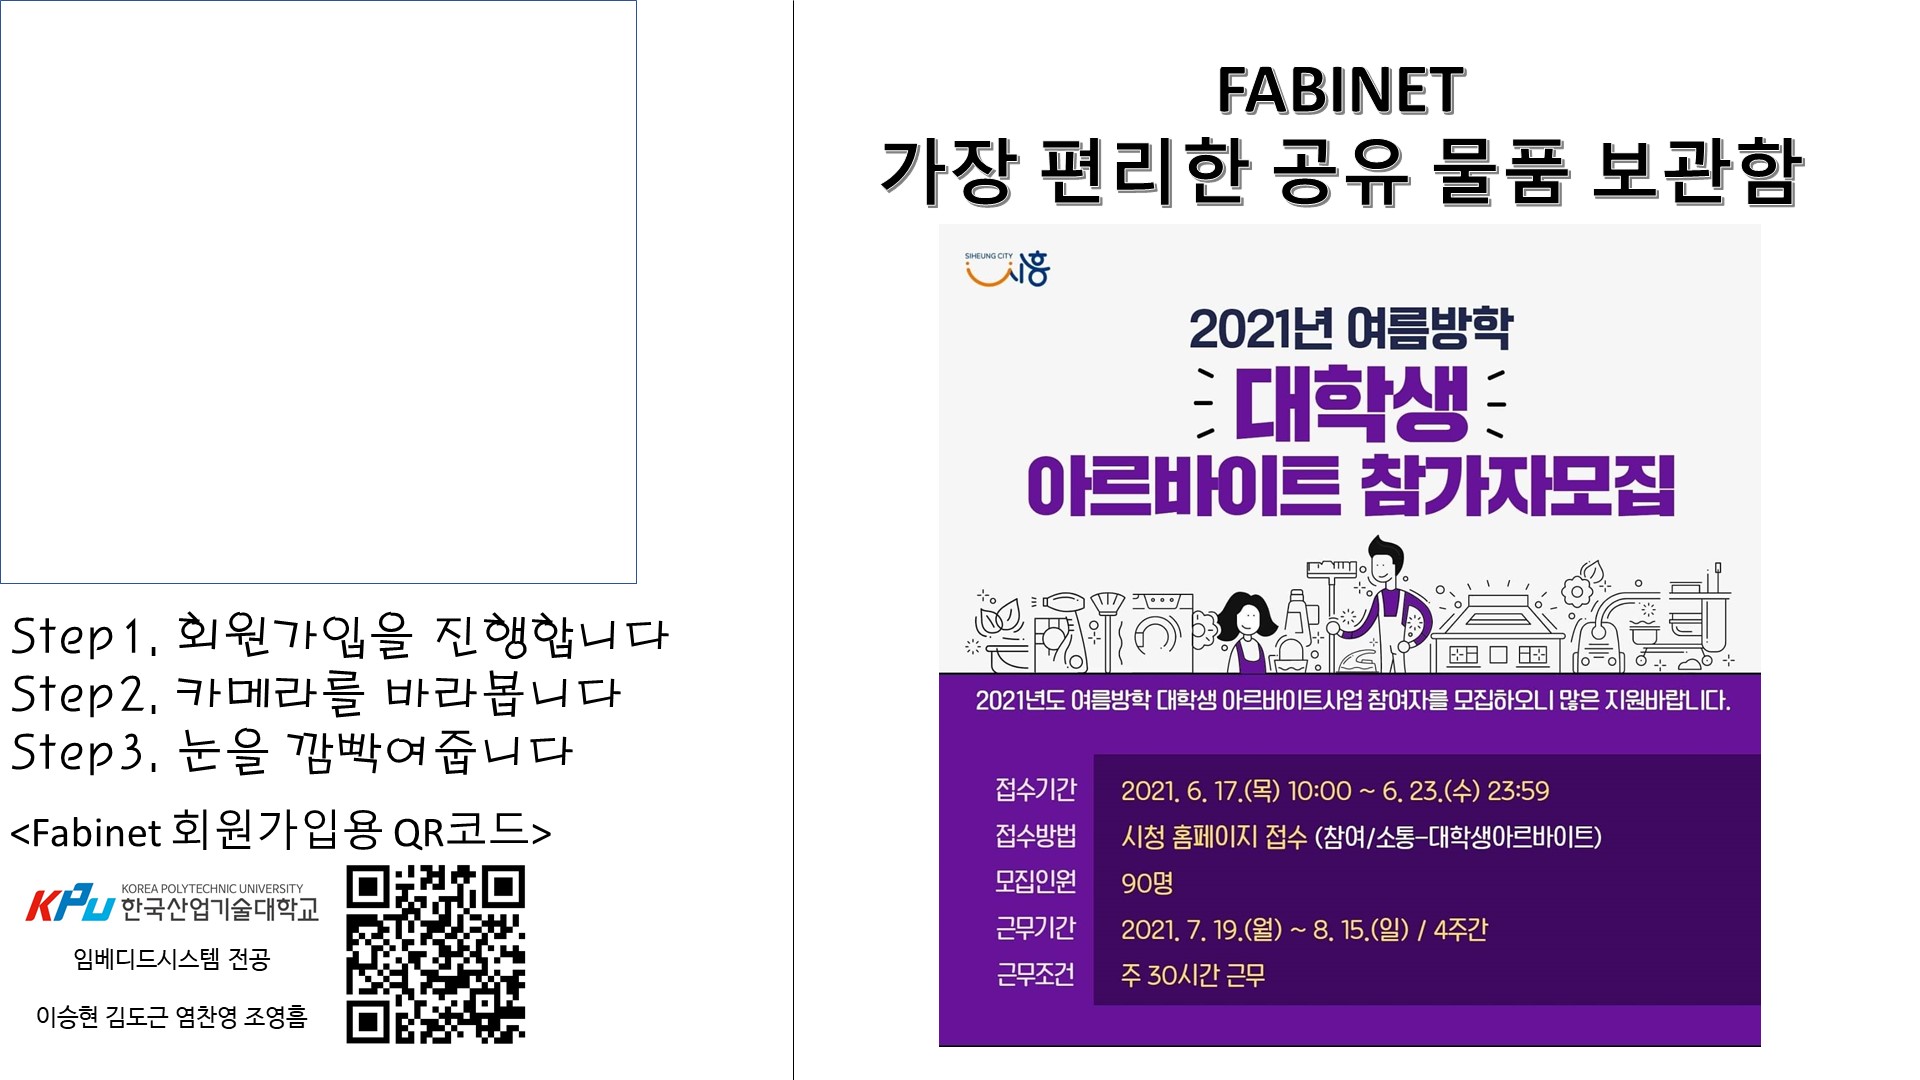 Step1. 회원가입을 진행합니다
Step2. 카메라를 바라봅니다
Step3. 눈을 깜빡여줍니다
<Fabinet 회원가입용 QR코드>
KPU KOREA POLYTECHNIC UNIVERSITY
한국산업기술대학교
임베디드시스템 전공
이승현 김도근 염찬영 조영흠
FABINET
가장 편리한 공유 물품 보관함
SIHEUNG CITY 시흥
2021년 여름방학
대학생
아르바이트 참가자모집
2021년도 여름방학 대학생 아르바이트사업 참여자를 모집하오니 많은 지원바랍니다.
접수기간 2021. 6. 17.(목) 10:00 ~ 6. 23.(수) 23:59
접수방법 시청 홈페이지 접수 (참여/소통-대학생아르바이트)
모집인원 90명
근무기간 2021. 7. 19.(월) ~ 8. 15.(일) / 4주간
근무조건 주 30시간 근무